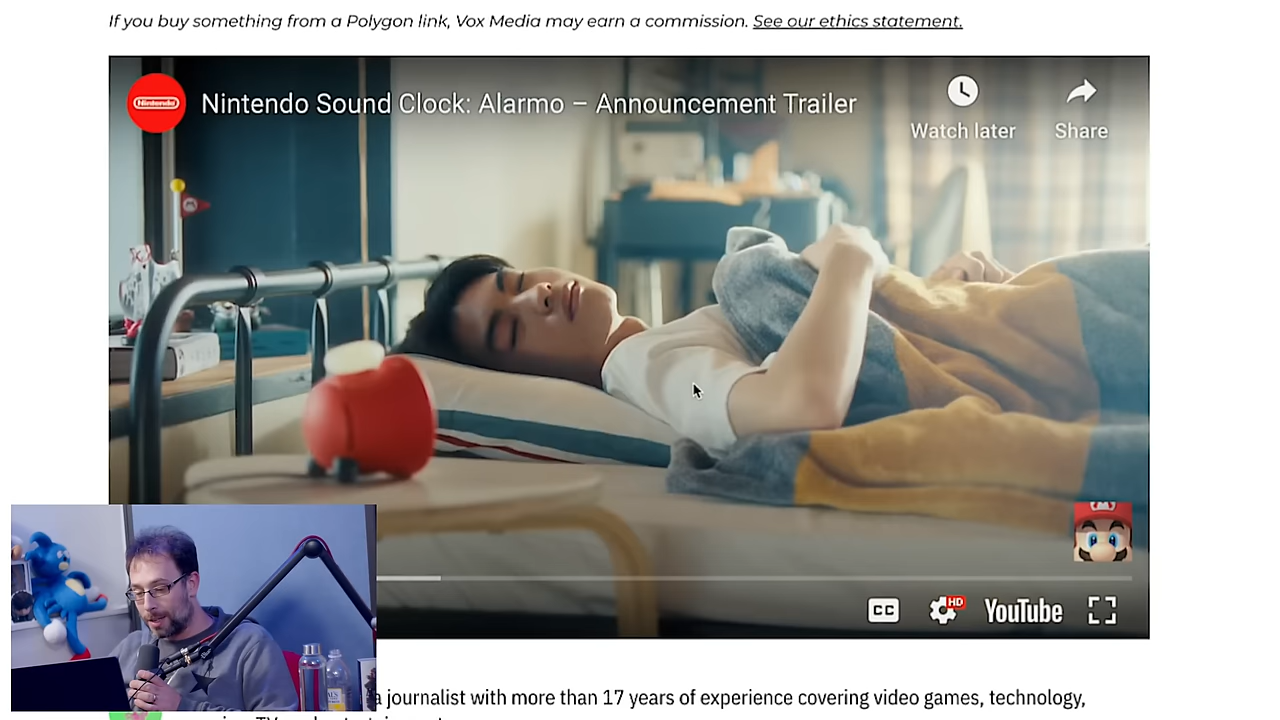 If you buy something from a Polygon link, Vox Media may earn a commission. See our ethics statement.
Nintendo
Nintendo Sound Clock: Alarmo – Announcement Trailer
Watch later
Share
M
CC
HD
YouTube
a journalist with more than 17 years of experience covering video games, technology,